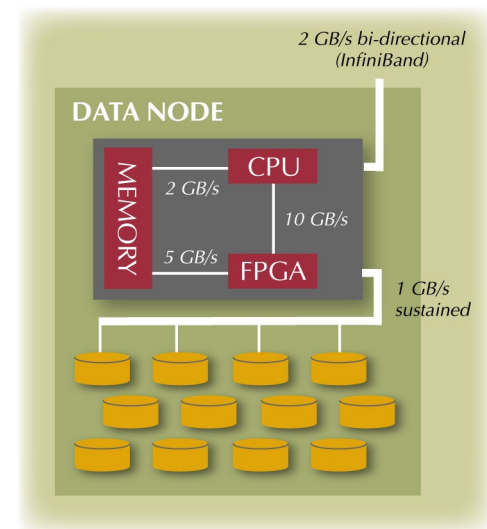 2 GB/s bi-directional
(InfiniBand)
DATA NODE
MEMORY
CPU
2 GB/s
10 GB/s
5 GB/s
FPGA
1 GB/s
sustained